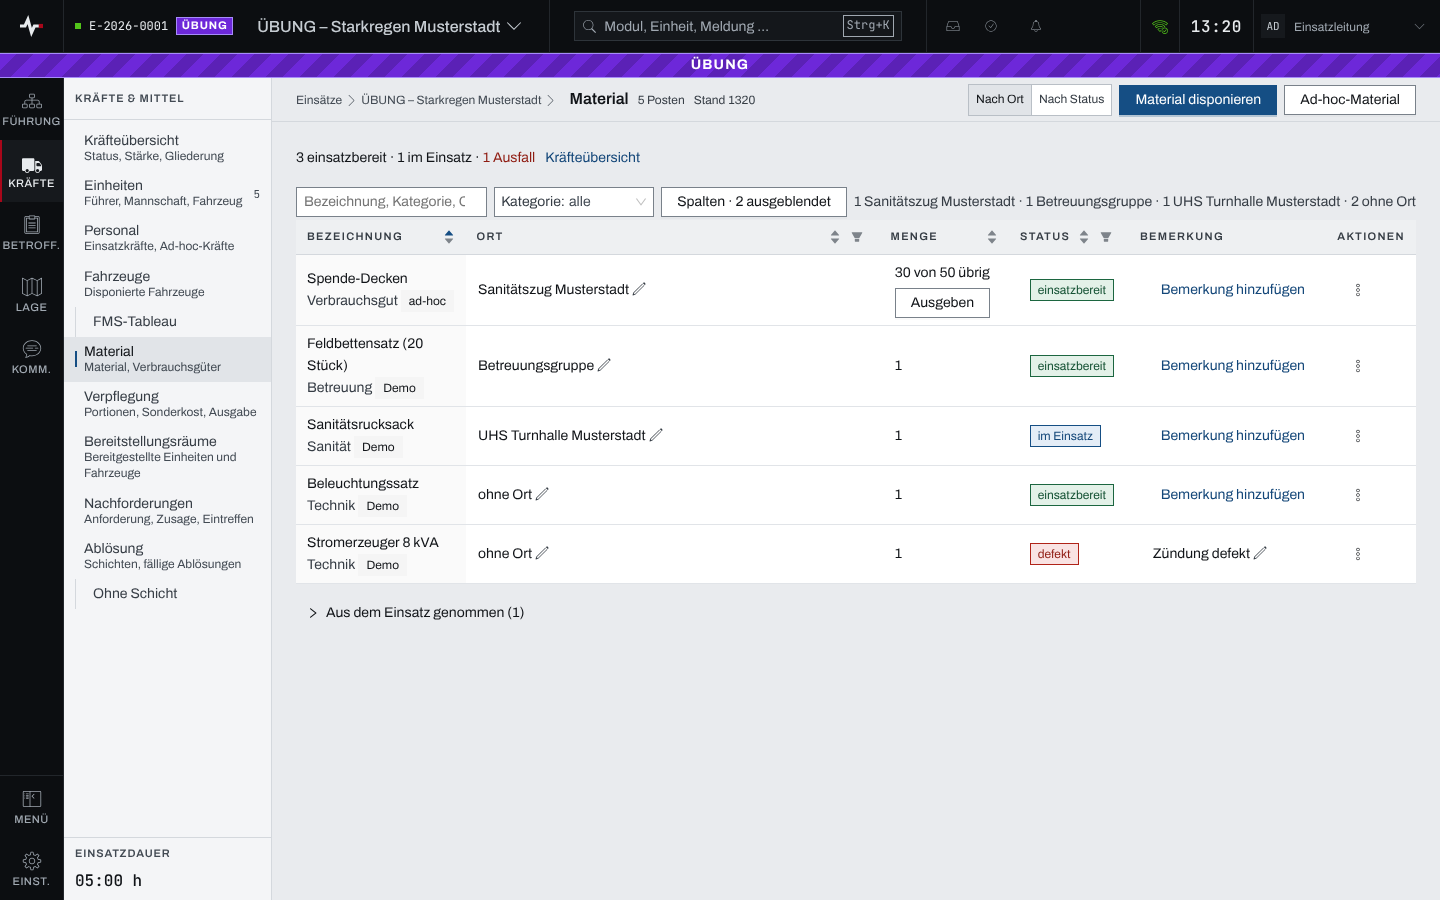 E-2026-0001 ÜBUNG ÜBUNG – Starkregen Musterstadt
Modul, Einheit, Meldung ... Strg+K
13:20 AD Einsatzleitung
ÜBUNG
FÜHRUNG
KRÄFTE
BETROFF.
LAGE
KOMM.
MENÜ
EINST.
KRÄFTE & MITTEL
Kräfteübersicht
Status, Stärke, Gliederung
Einheiten
Führer, Mannschaft, Fahrzeug 5
Personal
Einsatzkräfte, Ad-hoc-Kräfte
Fahrzeuge
Disponierte Fahrzeuge
FMS-Tableau
Material
Material, Verbrauchsgüter
Verpflegung
Portionen, Sonderkost, Ausgabe
Bereitstellungsräume
Bereitgestellte Einheiten und
Fahrzeuge
Nachforderungen
Anforderung, Zusage, Eintreffen
Ablösung
Schichten, fällige Ablösungen
Ohne Schicht
EINSATZDAUER
05:00 h
Einsätze ÜBUNG – Starkregen Musterstadt Material 5 Posten Stand 1320
Nach Ort Nach Status Material disponieren Ad-hoc-Material
3 einsatzbereit · 1 im Einsatz · 1 Ausfall Kräfteübersicht
Bezeichnung, Kategorie, Kategorie: alle Spalten · 2 ausgeblendet 1 Sanitätszug Musterstadt · 1 Betreuungsgruppe · 1 UHS Turnhalle Musterstadt · 2 ohne Ort
BEZEICHNUNG ORT MENGE STATUS BEMERKUNG AKTIONEN
Spende-Decken
Verbrauchsgut ad-hoc
Sanitätszug Musterstadt
30 von 50 übrig
Ausgeben
einsatzbereit
Bemerkung hinzufügen
Feldbettensatz (20
Stück)
Betreuung Demo
Betreuungsgruppe
1
einsatzbereit
Bemerkung hinzufügen
Sanitätsrucksack
Sanität Demo
UHS Turnhalle Musterstadt
1
im Einsatz
Bemerkung hinzufügen
Beleuchtungssatz
Technik Demo
ohne Ort
1
einsatzbereit
Bemerkung hinzufügen
Stromerzeuger 8 kVA
Technik Demo
ohne Ort
1
defekt
Zündung defekt
Aus dem Einsatz genommen (1)